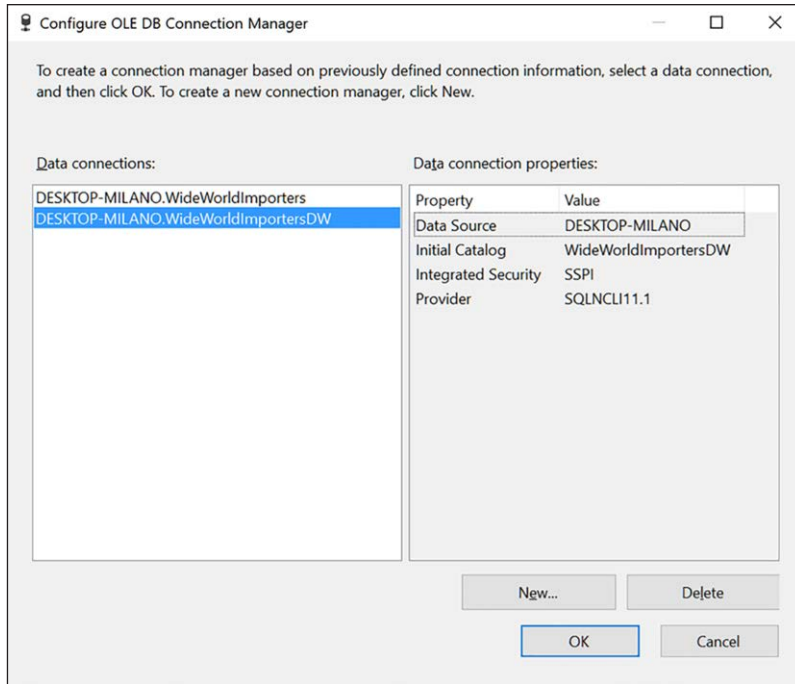 Configure OLE DB Connection Manager
To create a connection manager based on previously defined connection information, select a data connection,
and then click OK. To create a new connection manager, click New.
Data connections:
DESKTOP-MILANO.WideWorldImporters
DESKTOP-MILANO.WideWorldImportersDW
Data connection properties:
Property Value
Data Source DESKTOP-MILANO
Initial Catalog WideWorldImportersDW
Integrated Security SSPI
Provider SQLNCLI11.1
New... Delete
OK Cancel